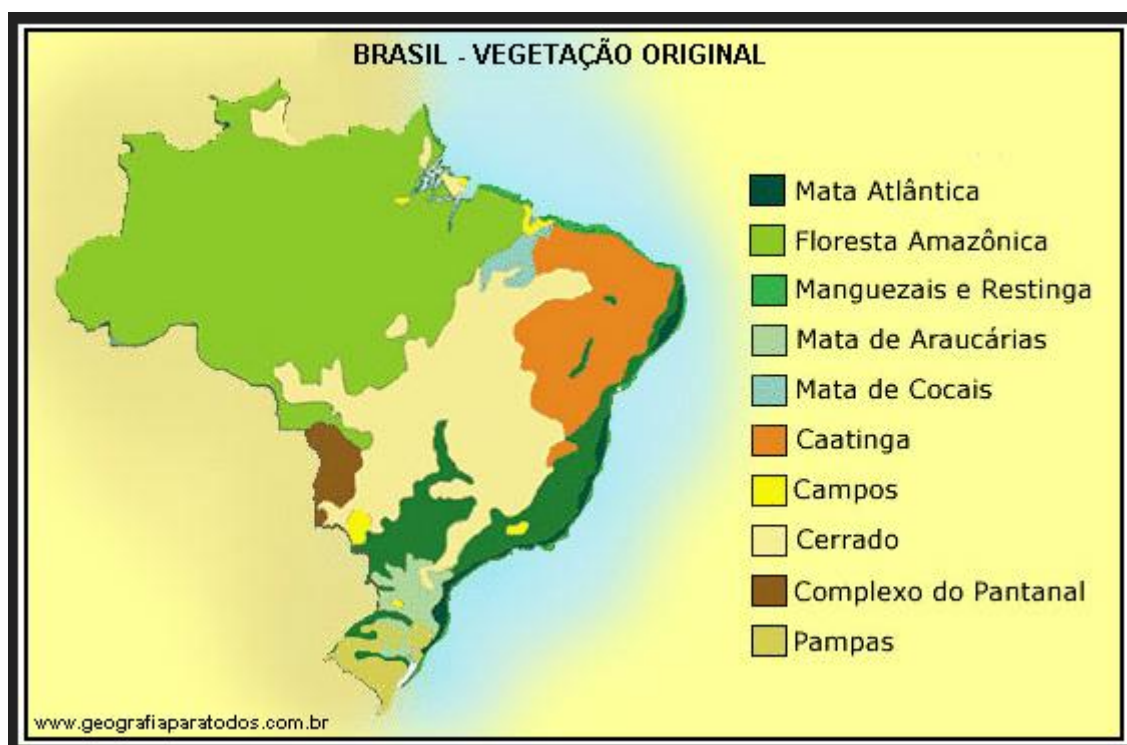 BRASIL - VEGETAÇÃO ORIGINAL
Mata Atlântica
Floresta Amazônica
Manguezais e Restinga
Mata de Araucárias
Mata de Cocais
Caatinga
Campos
Cerrado
Complexo do Pantanal
Pampas
www.geografiaparatodos.com.br